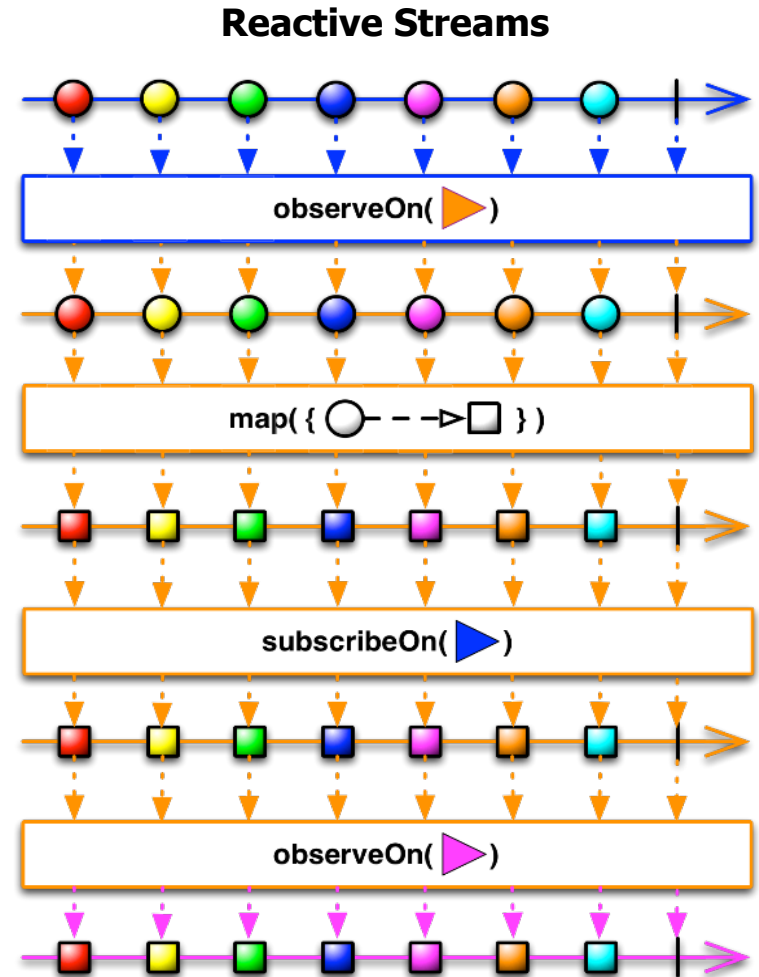 Reactive Streams
observeOn( )
map( { } )
subscribeOn( )
observeOn( )